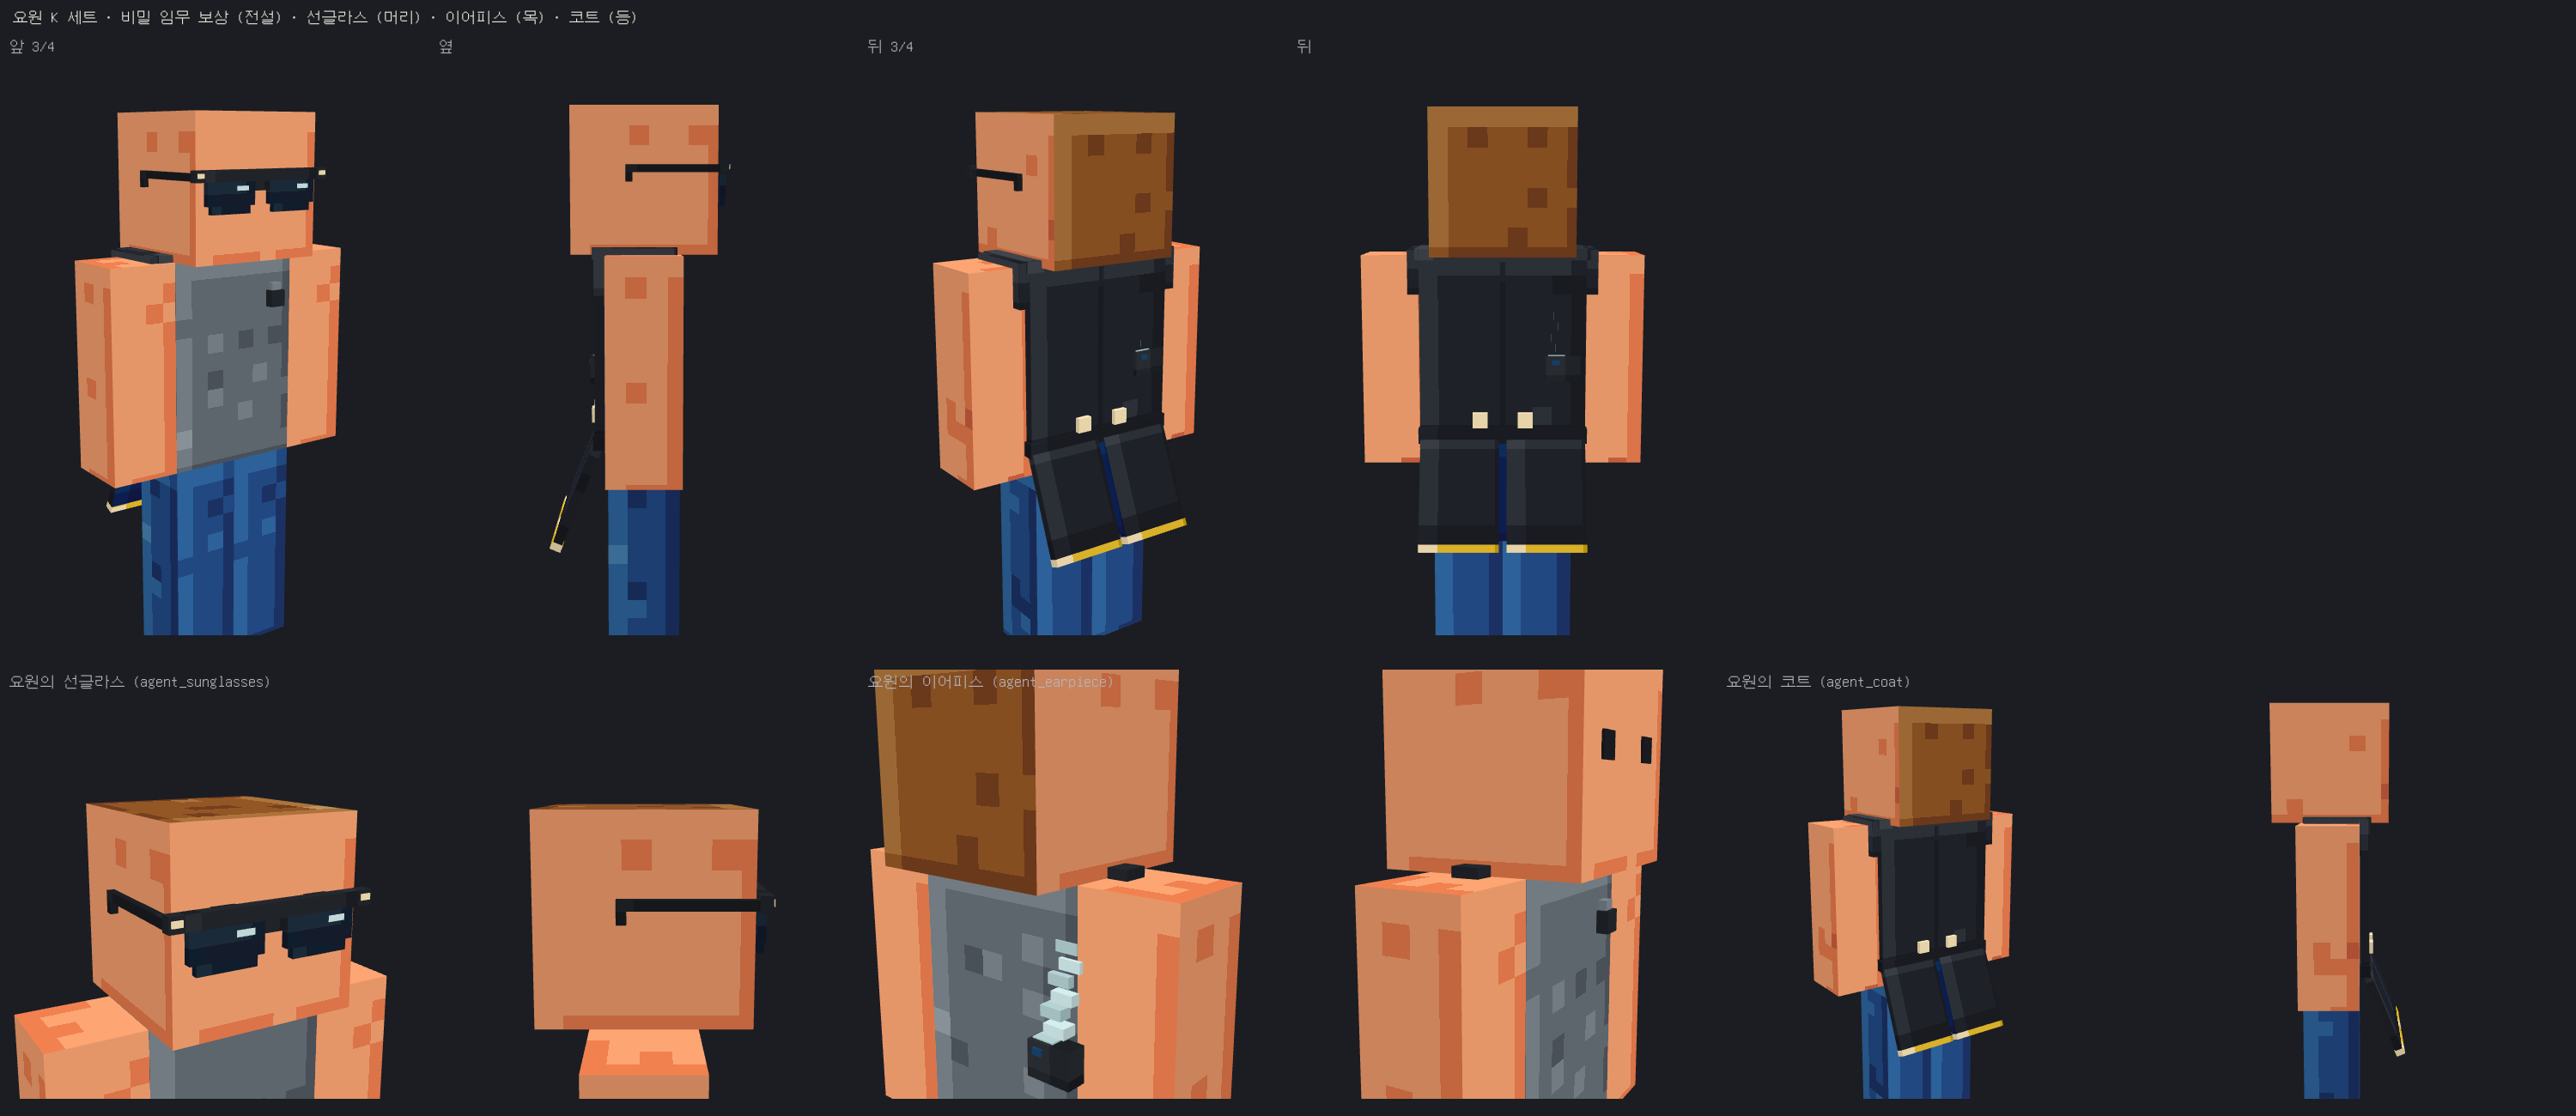 요원 K 세트 · 비밀 임무 보상 (전설) · 선글라스 (머리) · 이어피스 (목) · 코트 (등)
앞 3/4
옆
뒤 3/4
뒤
요원의 선글라스 (agent_sunglasses)
요원의 이어피스 (agent_earpiece)
요원의 코트 (agent_coat)